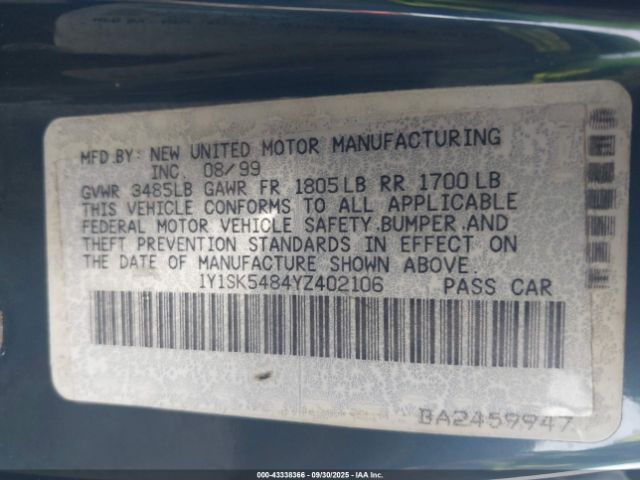 MFD.BY: NEW UNITED MOTOR MANUFACTURING
INC. 08/99
GVWR 3485LB GAWR FR 1805LB RR 1700LB
THIS VEHICLE CONFORMS TO ALL APPLICABLE
FEDERAL MOTOR VEHICLE SAFETY,BUMPER,AND
THEFT PREVENTION STANDARDS IN EFFECT ON
THE DATE OF MANUFACTURE SHOWN ABOVE.
1Y1SK5484YZ402106 PASS CAR
BA2459947
000-43338366 - 09/30/2025 - IAAI.COM